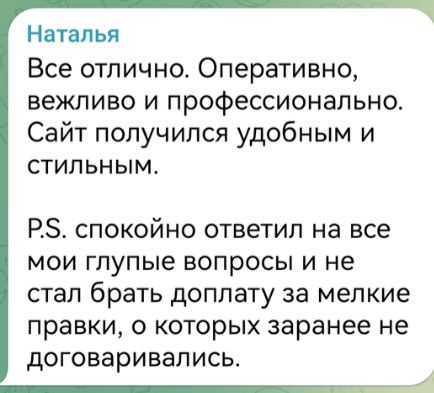 Наталья
Все отлично. Оперативно,
вежливо и профессионально.
Сайт получился удобным и
стильным.
P.S. спокойно ответил на все
мои глупые вопросы и не
стал брать доплату за мелкие
правки, о которых заранее не
договаривались.